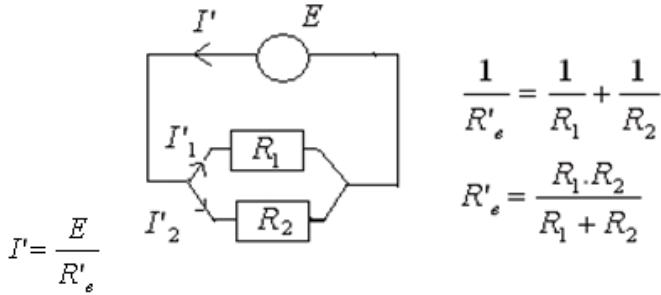 I' E
1/R'ₑ = 1/R₁ + 1/R₂
I'₁ R₁
R'ₑ = R₁.R₂/(R₁ + R₂)
I'₂ R₂
I' = E/R'ₑ